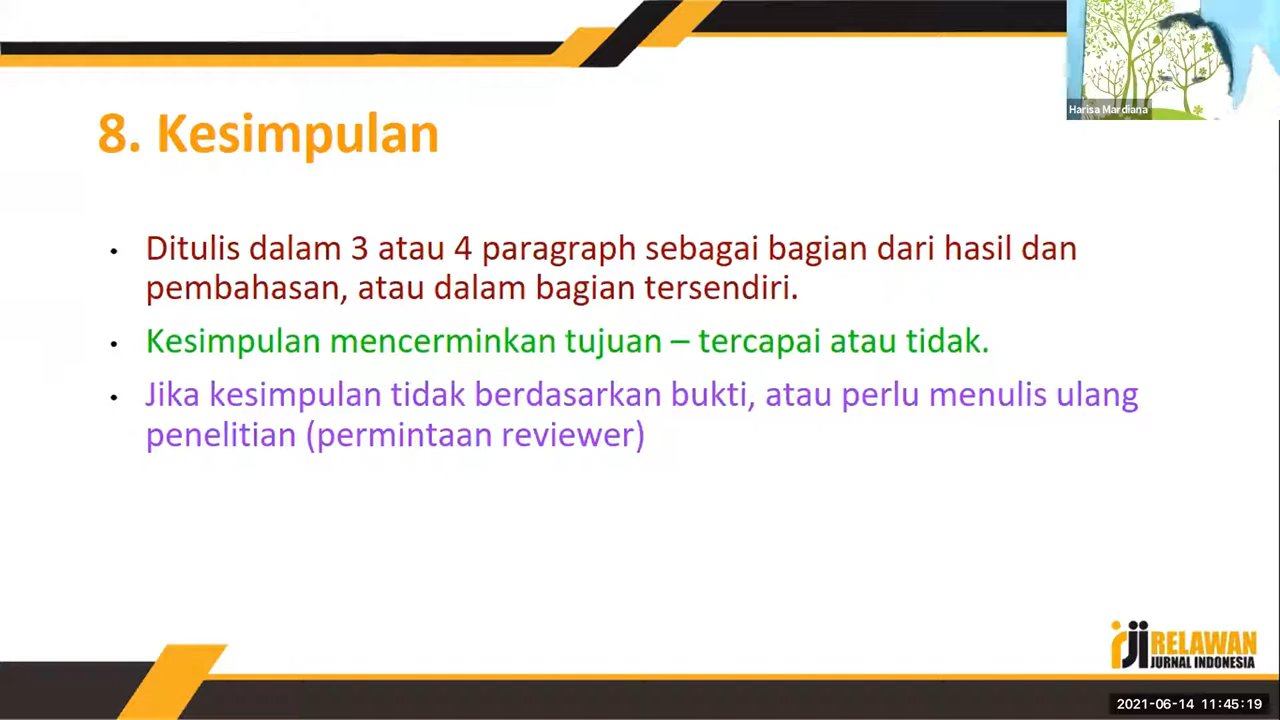 Harisa Mardiana
8. Kesimpulan
• Ditulis dalam 3 atau 4 paragraph sebagai bagian dari hasil dan
pembahasan, atau dalam bagian tersendiri.
• Kesimpulan mencerminkan tujuan – tercapai atau tidak.
• Jika kesimpulan tidak berdasarkan bukti, atau perlu menulis ulang
penelitian (permintaan reviewer)
rji RELAWAN
JURNAL INDONESIA
2021-06-14 11:45:19